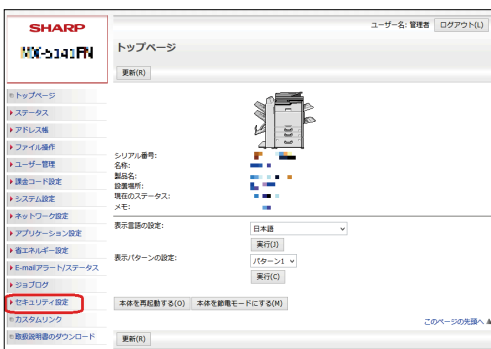 SHARP
ユーザー名: 管理者 ログアウト(L)
トップページ
更新(R)
トップページ
ステータス
アドレス帳
ファイル操作
ユーザー管理
課金コード設定
システム設定
ネットワーク設定
アプリケーション設定
省エネルギー設定
E-mailアラート/ステータス
ジョブログ
セキュリティ設定
カスタムリンク
取扱説明書のダウンロード
シリアル番号:
名称:
製品名:
設置場所:
現在のステータス:
メモ:
表示言語の設定: 日本語
実行(J)
表示パターンの設定: パターン1
実行(C)
本体を再起動する(O) 本体を節電モードにする(M)
このページの先頭へ▲
更新(R)